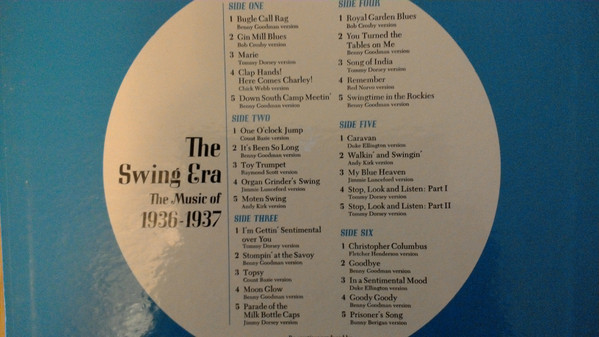 The
Swing Era
The Music of
1936-1937
SIDE ONE
1 Bugle Call Rag
Benny Goodman version
2 Gin Mill Blues
Bob Crosby version
3 Marie
Tommy Dorsey version
4 Clap Hands!
Here Comes Charley!
Chick Webb version
5 Down South Camp Meetin'
Benny Goodman version
SIDE TWO
1 One O'clock Jump
Count Basie version
2 It's Been So Long
Benny Goodman version
3 Toy Trumpet
Raymond Scott version
4 Organ Grinder's Swing
Jimmie Lunceford version
5 Moten Swing
Andy Kirk version
SIDE THREE
1 I'm Gettin' Sentimental
over You
Tommy Dorsey version
2 Stompin' at the Savoy
Benny Goodman version
3 Topsy
Count Basie version
4 Moon Glow
Benny Goodman version
5 Parade of the
Milk Bottle Caps
Jimmy Dorsey version
SIDE FOUR
1 Royal Garden Blues
Bob Crosby version
2 You Turned the
Tables on Me
Benny Goodman version
3 Song of India
Tommy Dorsey version
4 Remember
Red Norvo version
5 Swingtime in the Rockies
Benny Goodman version
SIDE FIVE
1 Caravan
Duke Ellington version
2 Walkin' and Swingin'
Andy Kirk version
3 My Blue Heaven
Jimmie Lunceford version
4 Stop, Look and Listen: Part I
Tommy Dorsey version
5 Stop, Look and Listen: Part II
Tommy Dorsey version
SIDE SIX
1 Christopher Columbus
Fletcher Henderson version
2 Goodbye
Benny Goodman version
3 In a Sentimental Mood
Duke Ellington version
4 Goody Goody
Benny Goodman version
5 Prisoner's Song
Bunny Berigan version